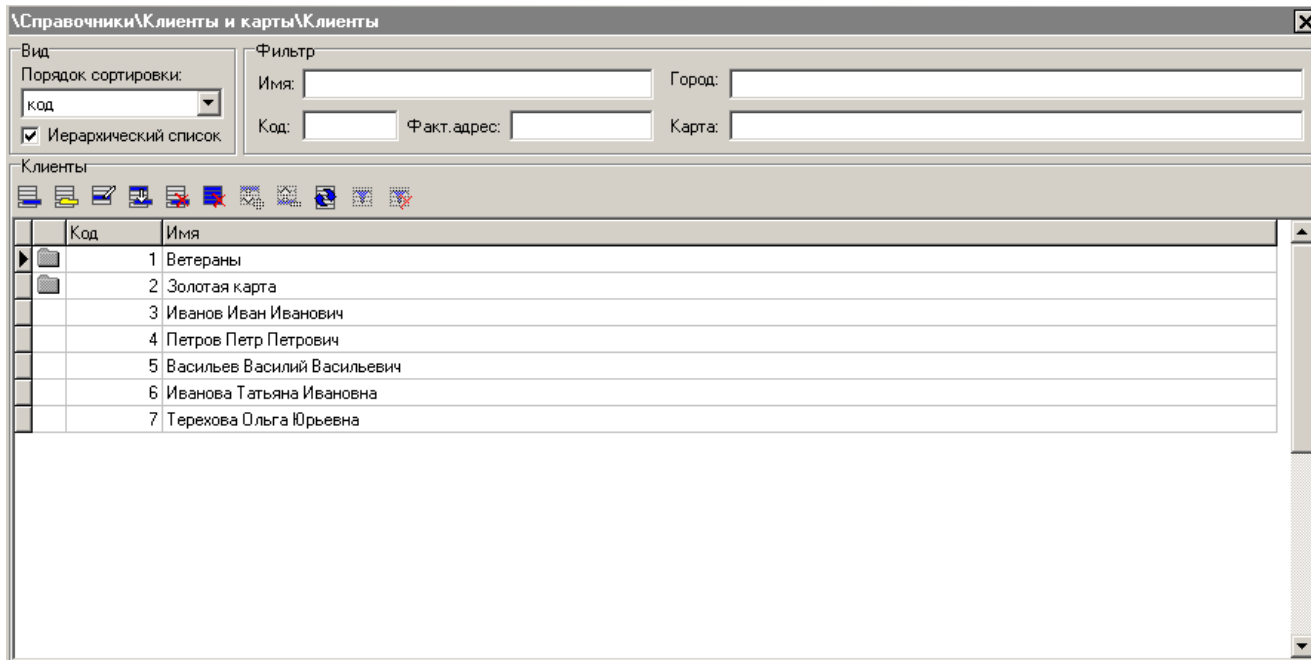 \Справочники\Клиенты и карты\Клиенты
Вид
Порядок сортировки:
код
Иерархический список
Фильтр
Имя:
Город:
Код:
Факт.адрес:
Карта:
Клиенты
Код Имя
1 Ветераны
2 Золотая карта
3 Иванов Иван Иванович
4 Петров Петр Петрович
5 Васильев Василий Васильевич
6 Иванова Татьяна Ивановна
7 Терехова Ольга Юрьевна